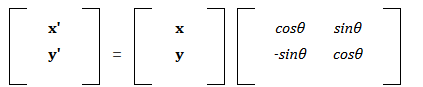 x' x cosθ sinθ
y' = y -sinθ cosθ